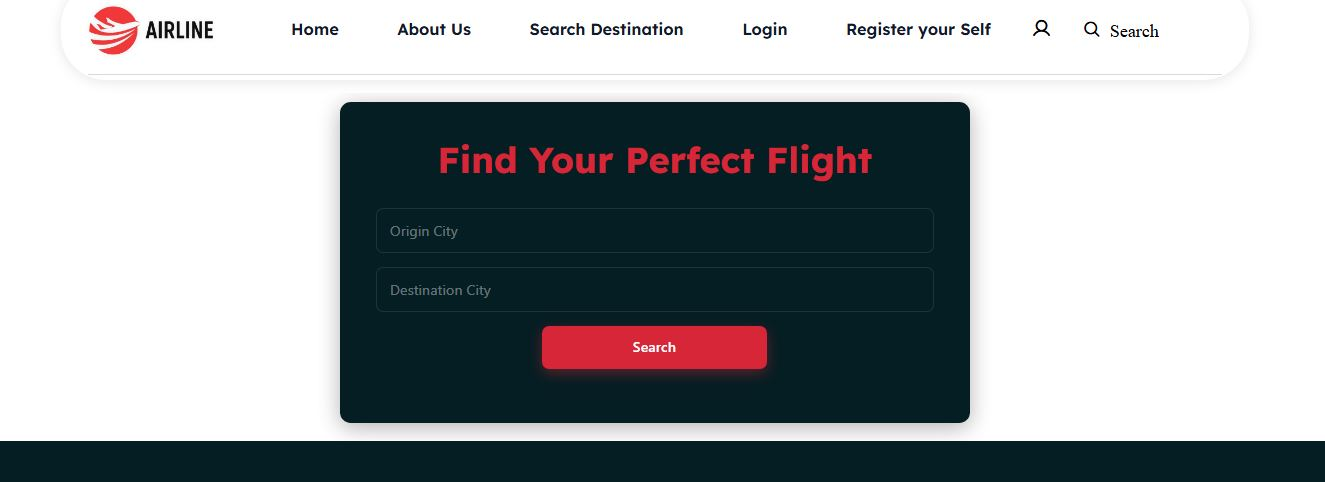 AIRLINE Home About Us Search Destination Login Register your Self Search
Find Your Perfect Flight
Origin City
Destination City
Search